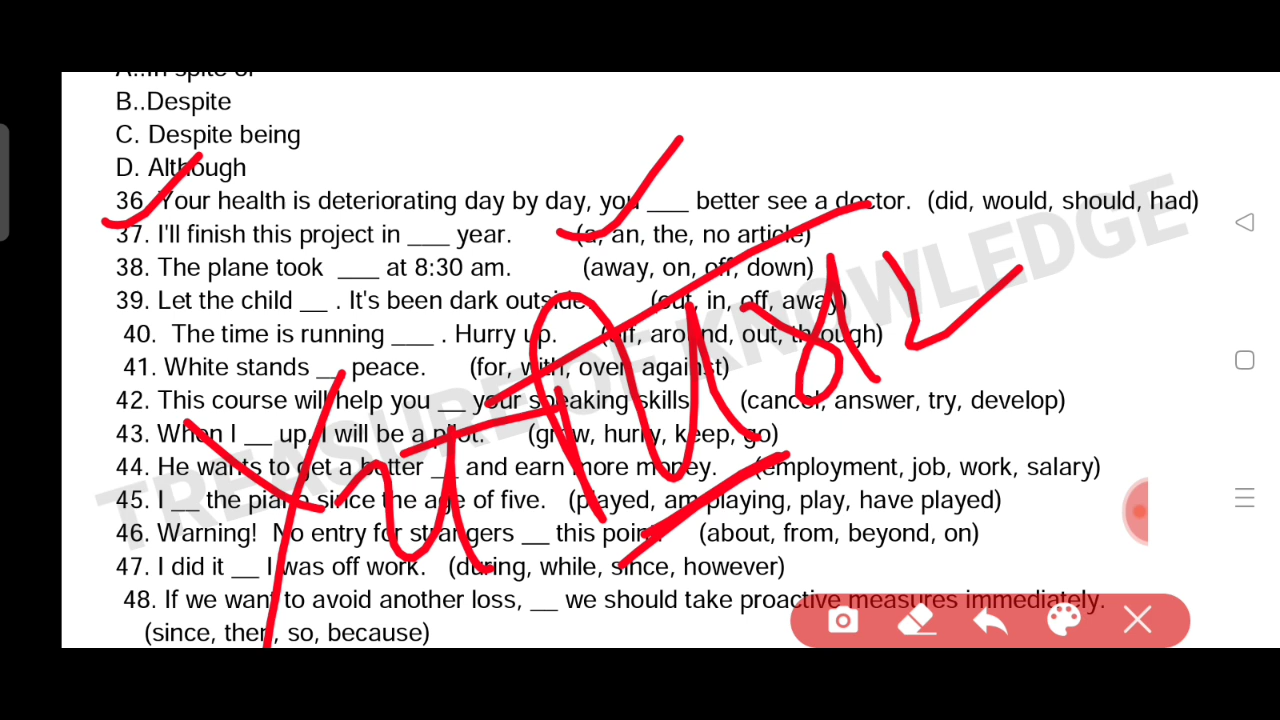 A..In spite of
B..Despite
C. Despite being
D. Although
36. Your health is deteriorating day by day, you ___ better see a doctor. (did, would, should, had)
37. I'll finish this project in ___ year. (a, an, the, no article)
38. The plane took ___ at 8:30 am. (away, on, off, down)
39. Let the child __ . It's been dark outside. (out, in, off, away)
40. The time is running ___ . Hurry up. (off, around, out, through)
41. White stands __ peace. (for, with, over, against)
42. This course will help you __ your speaking skills. (cancel, answer, try, develop)
43. When I __ up, I will be a pilot. (grow, hurry, keep, go)
44. He wants to get a better __ and earn more money. (employment, job, work, salary)
45. I __ the piano since the age of five. (played, am playing, play, have played)
46. Warning! No entry for strangers __ this point. (about, from, beyond, on)
47. I did it __ I was off work. (during, while, since, however)
48. If we want to avoid another loss, __ we should take proactive measures immediately.
(since, then, so, because)
TREASURE OF KNOWLEDGE